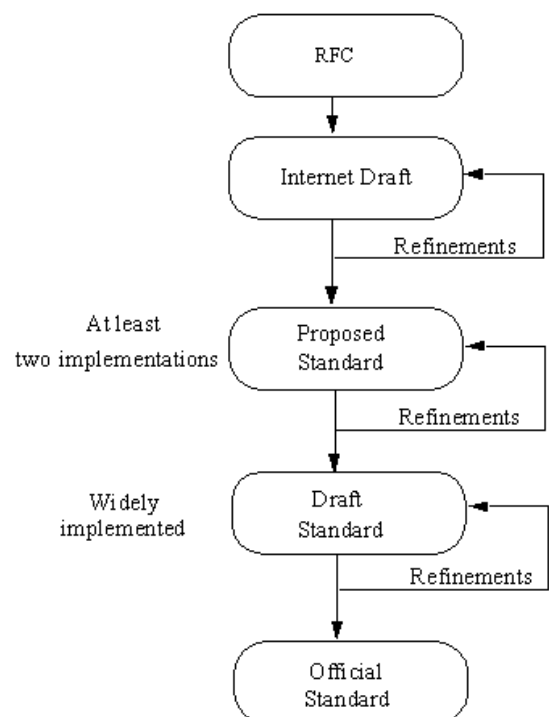 RFC
Internet Draft
Refinements
At least
two implementations
Proposed
Standard
Refinements
Widely
implemented
Draft
Standard
Refinements
Official
Standard